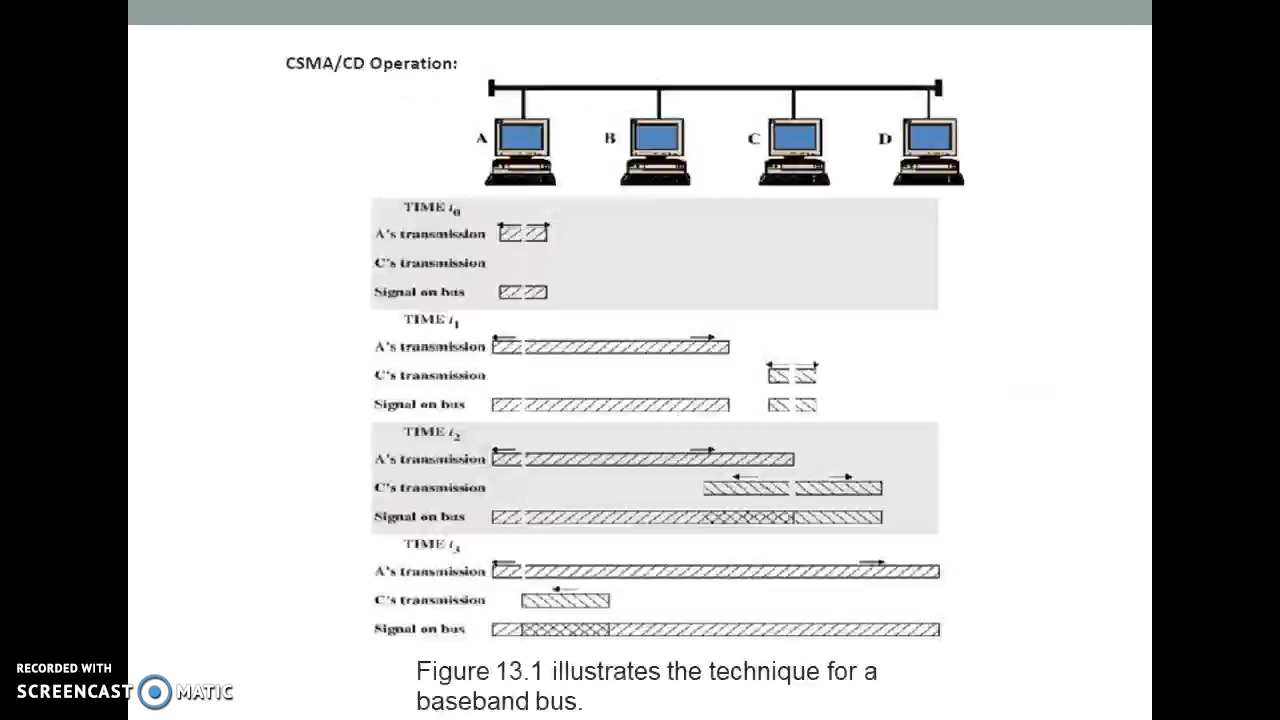 CSMA/CD Operation:
A B C D
TIME t0
A's transmission
C's transmission
Signal on bus
TIME t1
A's transmission
C's transmission
Signal on bus
TIME t2
A's transmission
C's transmission
Signal on bus
TIME t3
A's transmission
C's transmission
Signal on bus
Figure 13.1 illustrates the technique for a
baseband bus.
RECORDED WITH
SCREENCAST MATIC